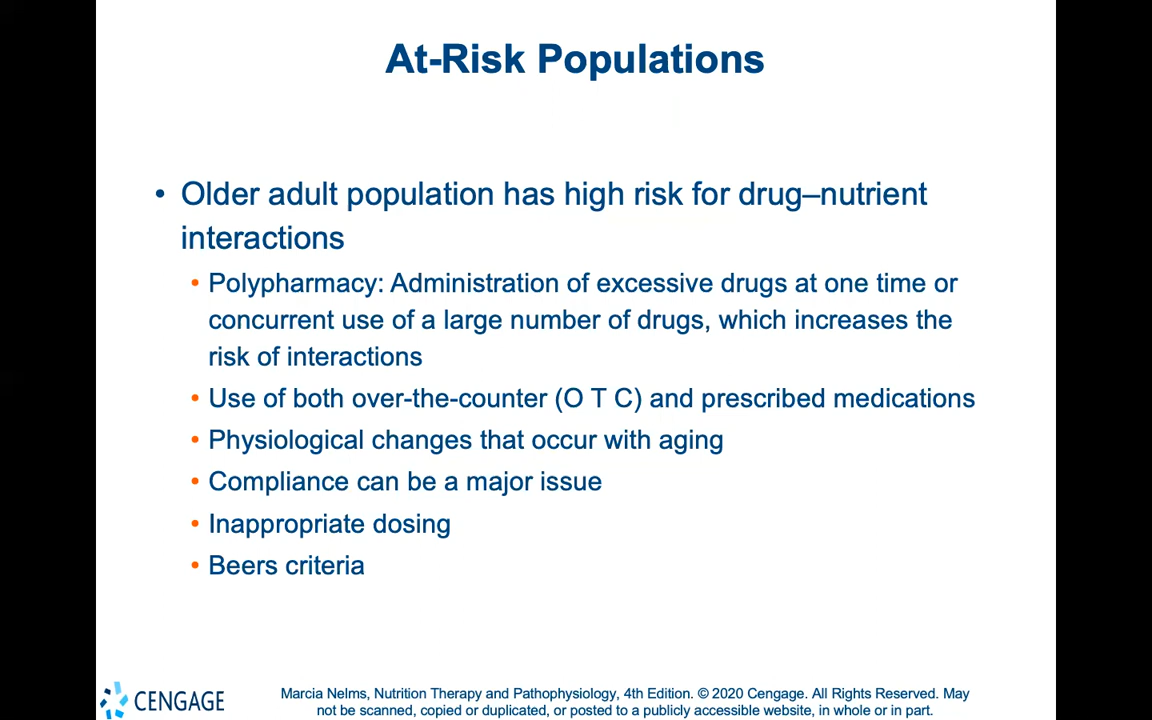 At-Risk Populations
• Older adult population has high risk for drug–nutrient
interactions
• Polypharmacy: Administration of excessive drugs at one time or
concurrent use of a large number of drugs, which increases the
risk of interactions
• Use of both over-the-counter (O T C) and prescribed medications
• Physiological changes that occur with aging
• Compliance can be a major issue
• Inappropriate dosing
• Beers criteria
CENGAGE
Marcia Nelms, Nutrition Therapy and Pathophysiology, 4th Edition. © 2020 Cengage. All Rights Reserved. May
not be scanned, copied or duplicated, or posted to a publicly accessible website, in whole or in part.